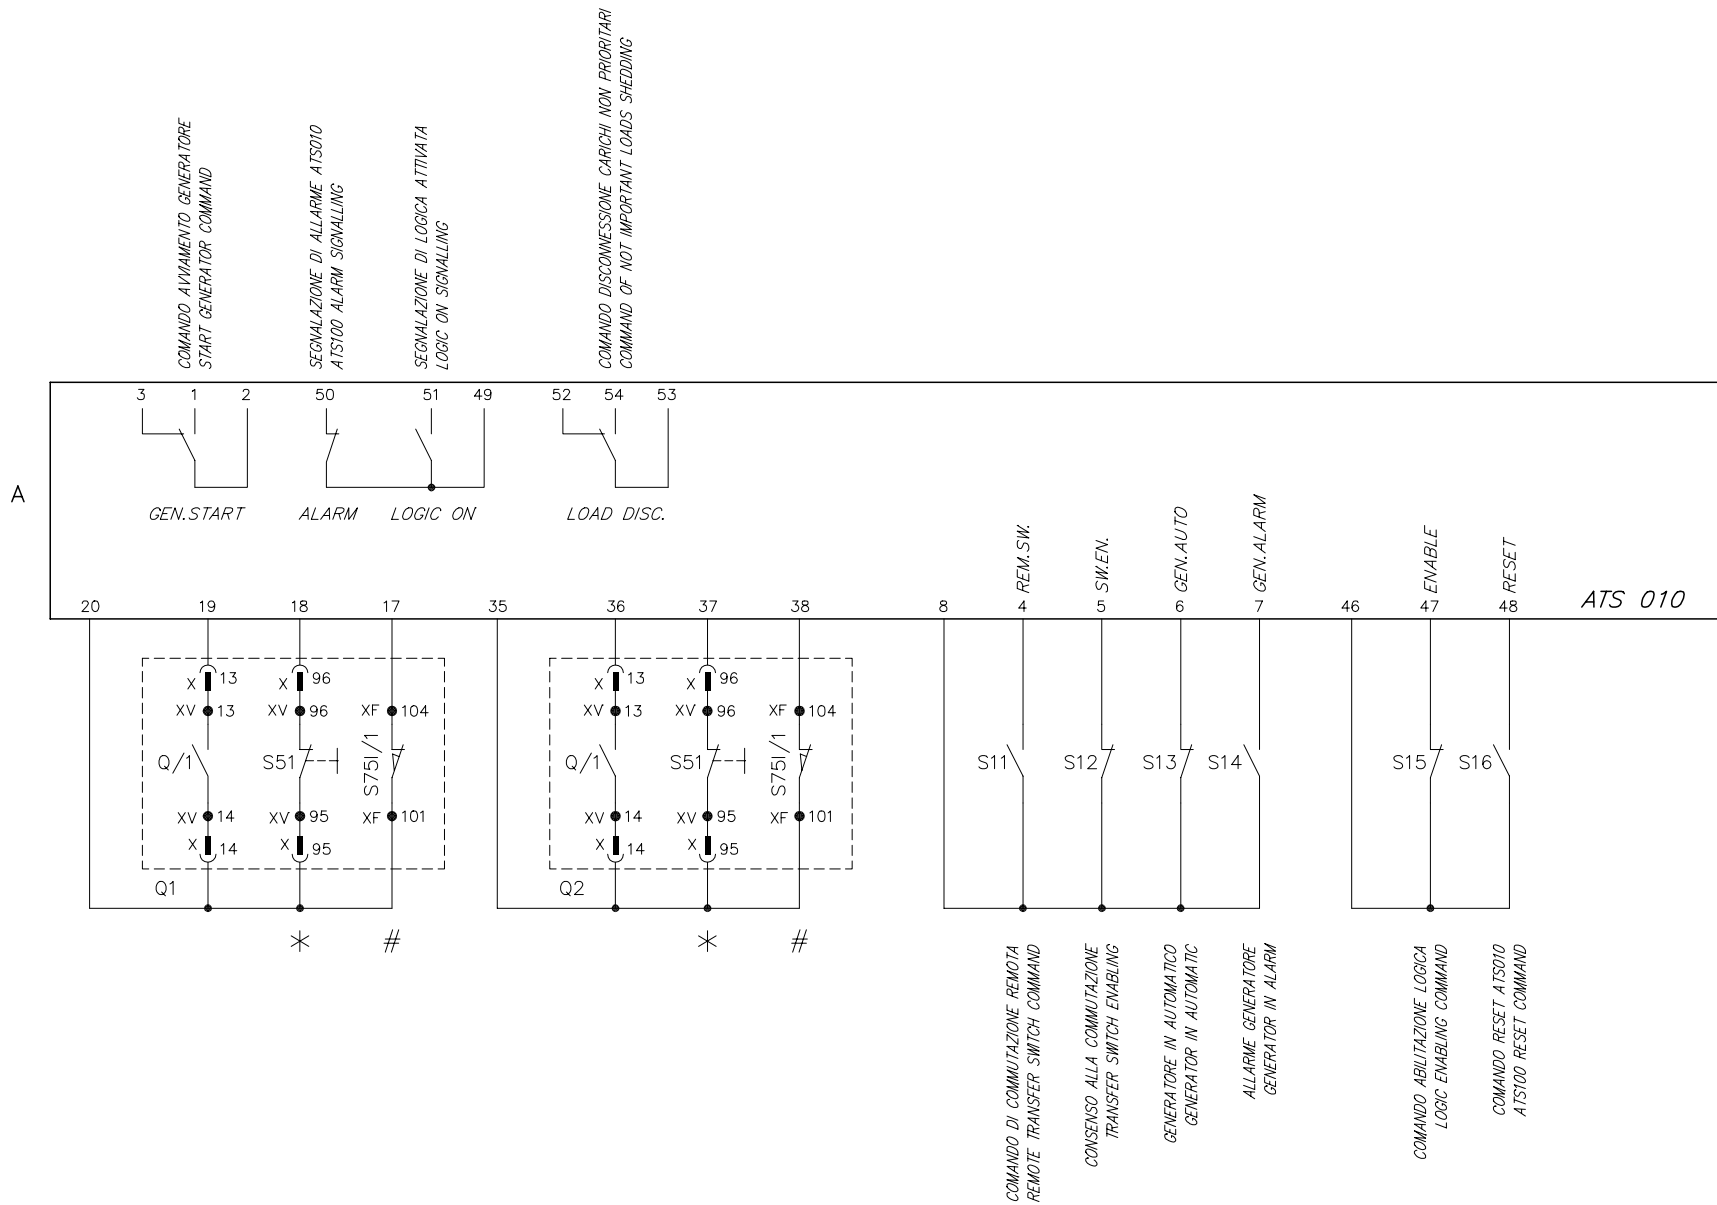 COMANDO AVVIAMENTO GENERATORE
START GENERATOR COMMAND
SEGNALAZIONE DI ALLARME ATS010
ATS100 ALARM SIGNALLING
SEGNALAZIONE DI LOGICA ATTIVATA
LOGIC ON SIGNALLING
COMANDO DISCONNESSIONE CARICHI NON PRIORITARI
COMMAND OF NOT IMPORTANT LOADS SHEDDING
3 1 2 50 51 49 52 54 53
A
GEN.START ALARM LOGIC ON LOAD DISC.
REM.SW.
SW.EN.
GEN.AUTO
GEN.ALARM
ENABLE
RESET
ATS 010
20 19 18 17 35 36 37 38 8 4 5 6 7 46 47 48
X 13 X 96 X 13 X 96
XV 13 XV 96 XF 104 XV 13 XV 96 XF 104
Q/1 S51 S75I/1 Q/1 S51 S75I/1 S11 S12 S13 S14 S15 S16
XV 14 XV 95 XF 101 XV 14 XV 95 XF 101
X 14 X 95 X 14 X 95
Q1 Q2
* # * #
COMANDO DI COMMUTAZIONE REMOTA
REMOTE TRANSFER SWITCH COMMAND
CONSENSO ALLA COMMUTAZIONE
TRANSFER SWITCH ENABLING
GENERATORE IN AUTOMATICO
GENERATOR IN AUTOMATIC
ALLARME GENERATORE
GENERATOR IN ALARM
COMANDO ABILITAZIONE LOGICA
LOGIC ENABLING COMMAND
COMANDO RESET ATS010
ATS100 RESET COMMAND